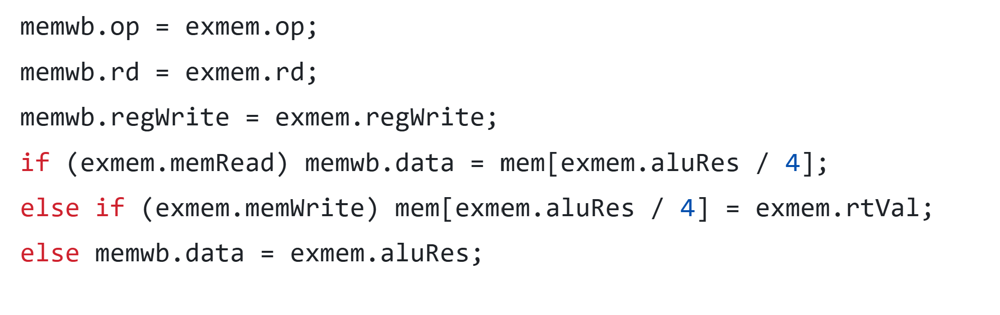 memwb.op = exmem.op;
memwb.rd = exmem.rd;
memwb.regWrite = exmem.regWrite;
if (exmem.memRead) memwb.data = mem[exmem.aluRes / 4];
else if (exmem.memWrite) mem[exmem.aluRes / 4] = exmem.rtVal;
else memwb.data = exmem.aluRes;